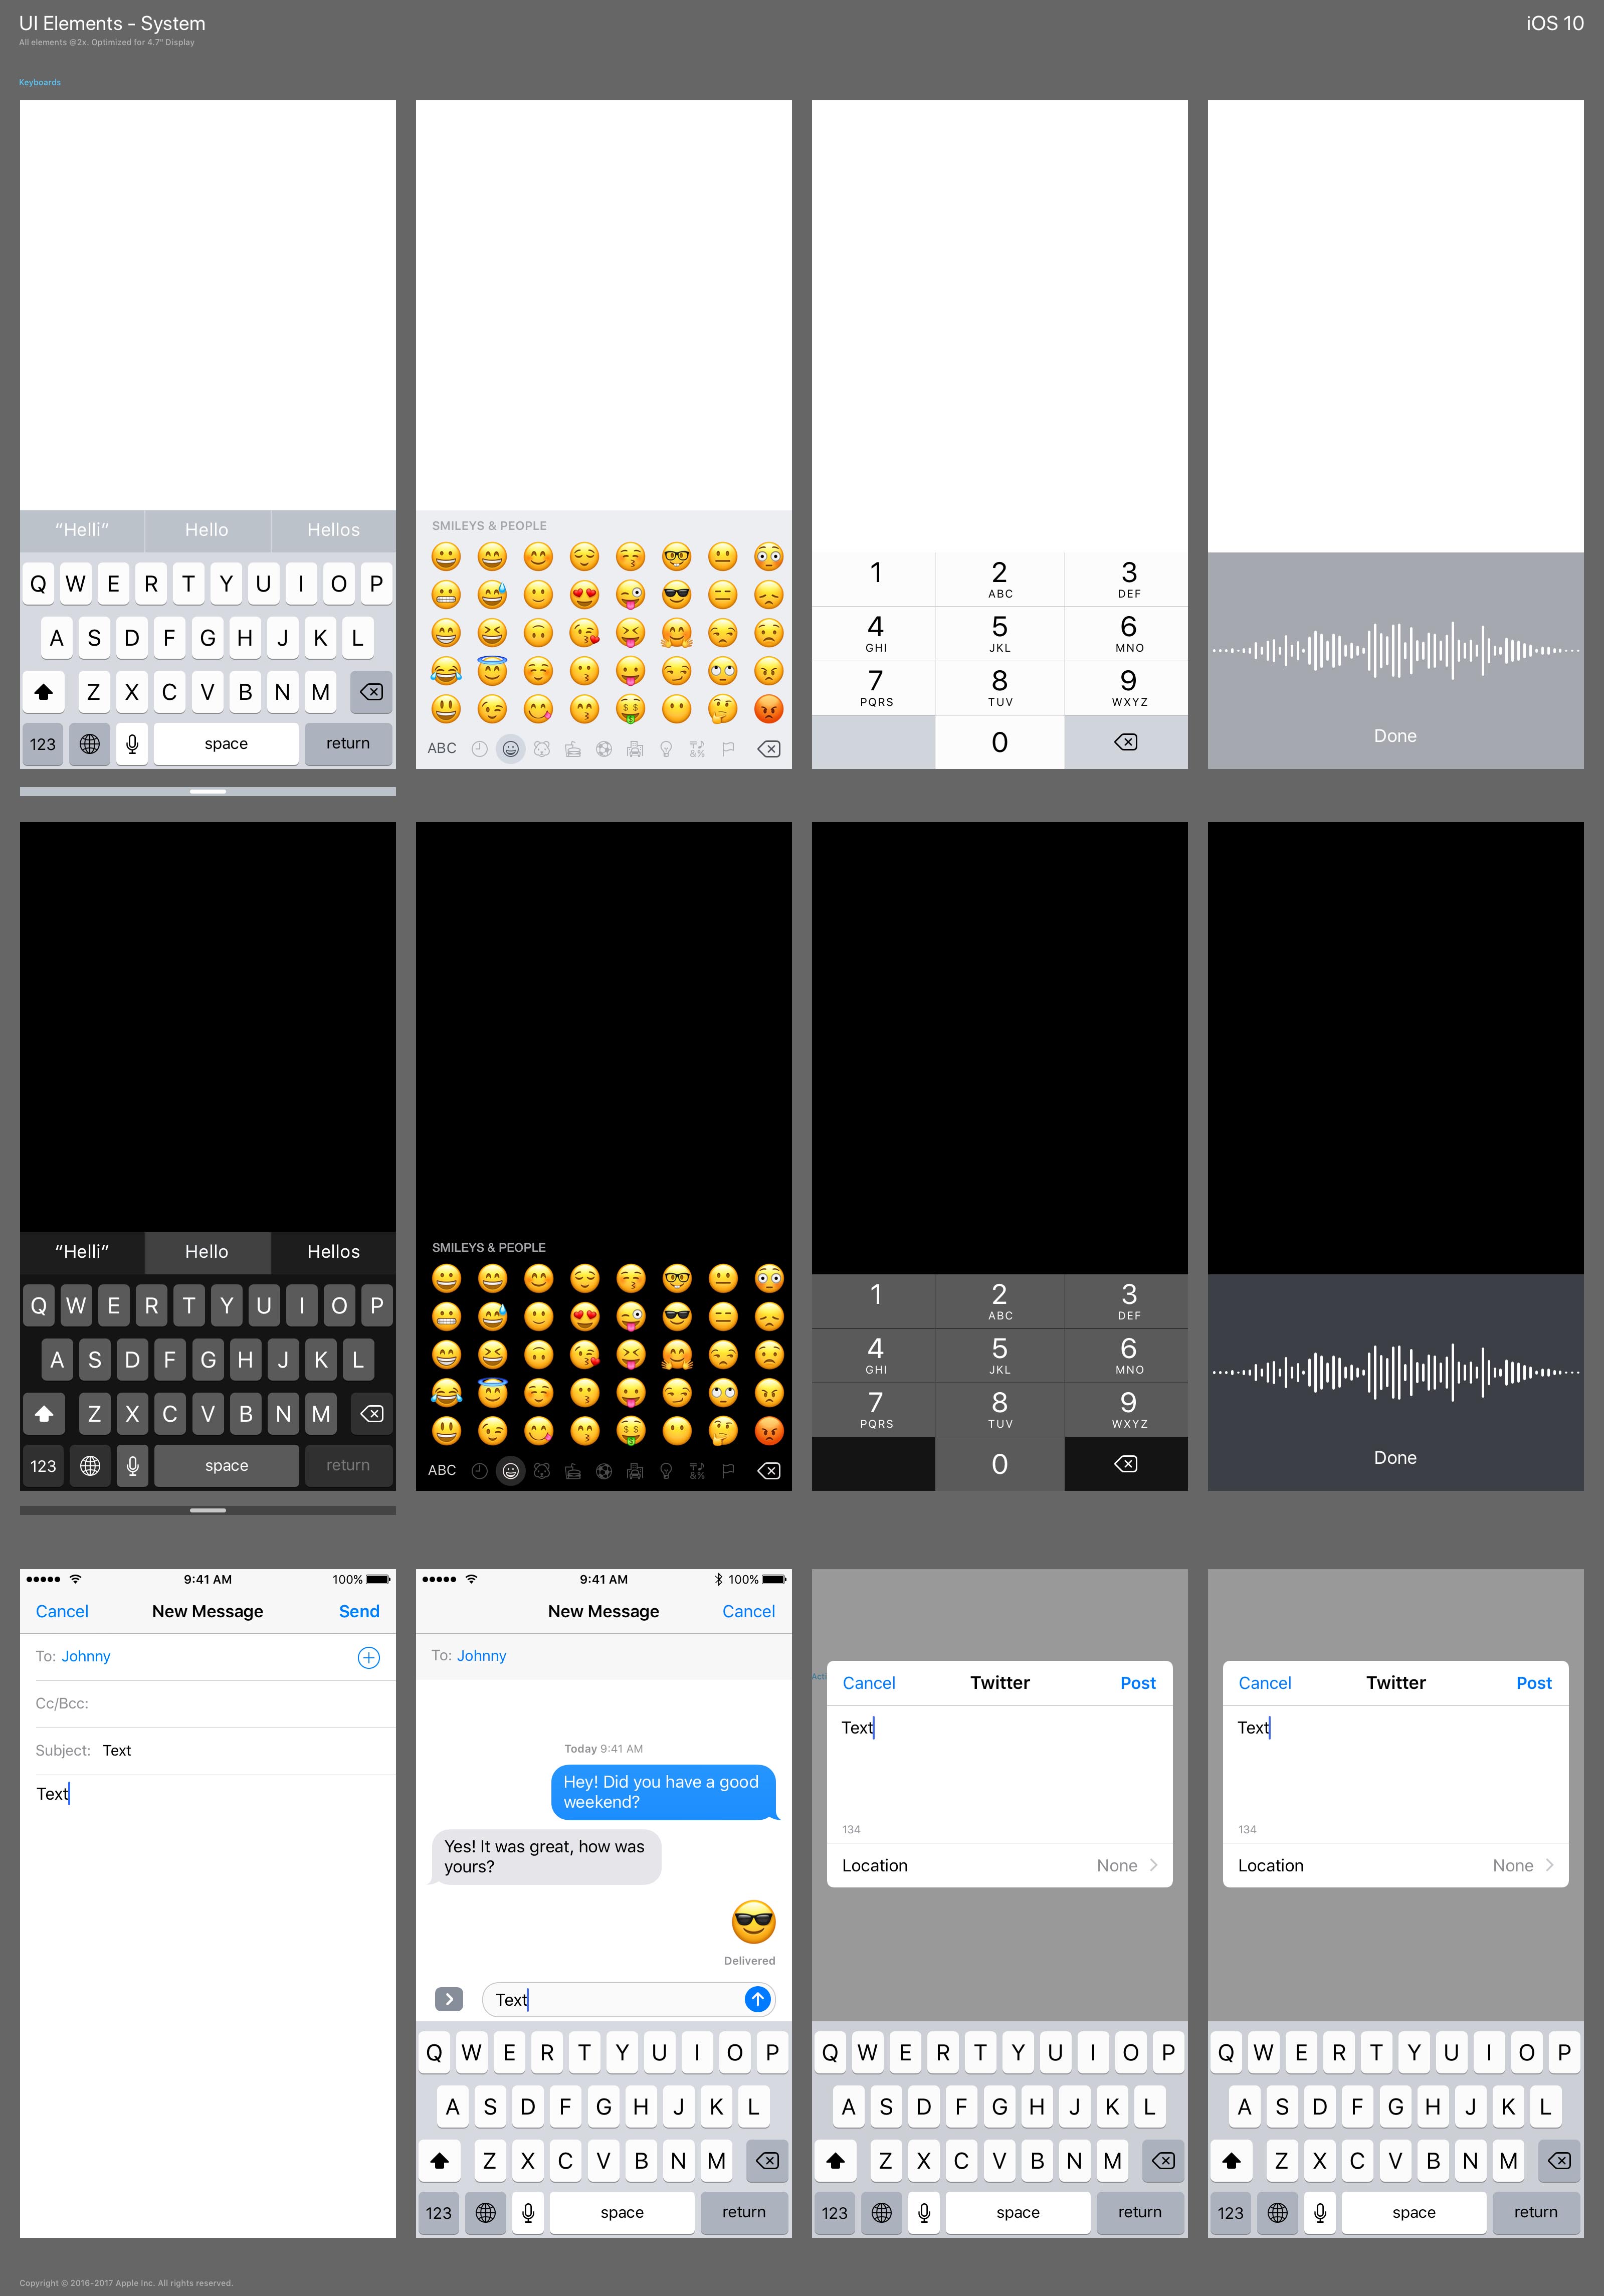 UI Elements - System
iOS 10
All elements @2x. Optimized for 4.7" Display
Keyboards
“Helli” Hello Hellos
Q W E R T Y U I O P
A S D F G H J K L
Z X C V B N M
123 space return
SMILEYS & PEOPLE
ABC
1 2 3
ABC DEF
4 5 6
GHI JKL MNO
7 8 9
PQRS TUV WXYZ
0
Done
“Helli” Hello Hellos
Q W E R T Y U I O P
A S D F G H J K L
Z X C V B N M
123 space return
SMILEYS & PEOPLE
ABC
1 2 3
ABC DEF
4 5 6
GHI JKL MNO
7 8 9
PQRS TUV WXYZ
0
Done
9:41 AM 100%
Cancel New Message Send
To: Johnny
Cc/Bcc:
Subject: Text
Text
9:41 AM 100%
New Message Cancel
To: Johnny
Today 9:41 AM
Hey! Did you have a good
weekend?
Yes! It was great, how was
yours?
Delivered
Text
Q W E R T Y U I O P
A S D F G H J K L
Z X C V B N M
123 space return
Cancel Twitter Post
Text
134
Location None
Q W E R T Y U I O P
A S D F G H J K L
Z X C V B N M
123 space return
Cancel Twitter Post
Text
134
Location None
Q W E R T Y U I O P
A S D F G H J K L
Z X C V B N M
123 space return
Copyright © 2016-2017 Apple Inc. All rights reserved.